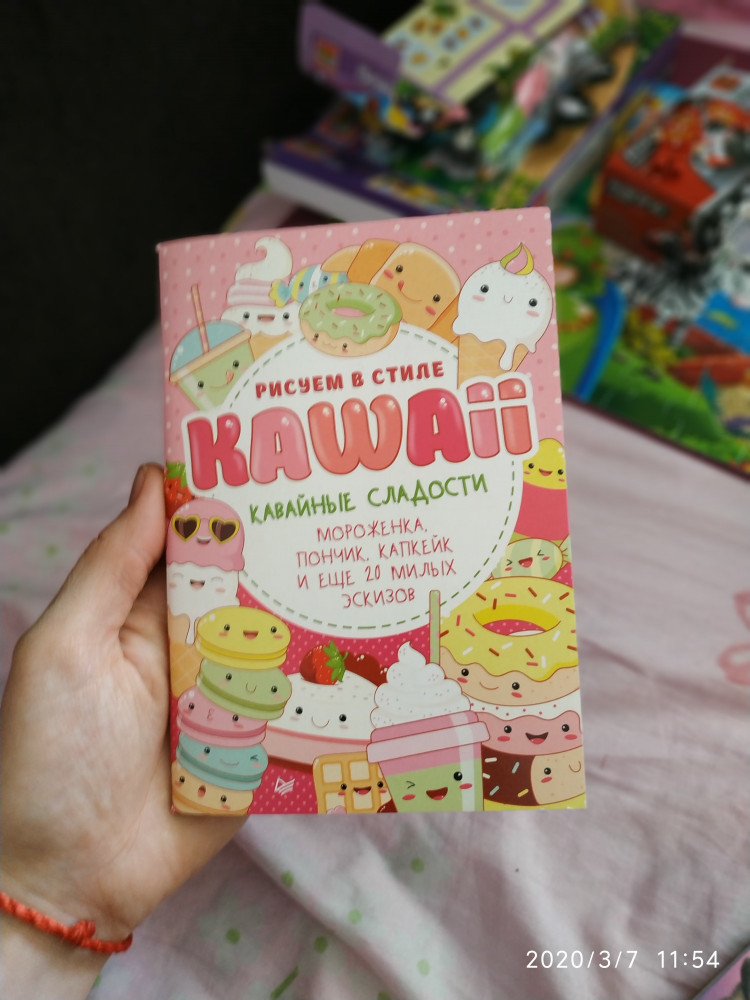 РИСУЕМ В СТИЛЕ
KAWAII
КАВАЙНЫЕ СЛАДОСТИ
МОРОЖЕНКА,
ПОНЧИК, КАПКЕЙК
И ЕЩЕ 20 МИЛЫХ
ЭСКИЗОВ
2020/3/7 11:54